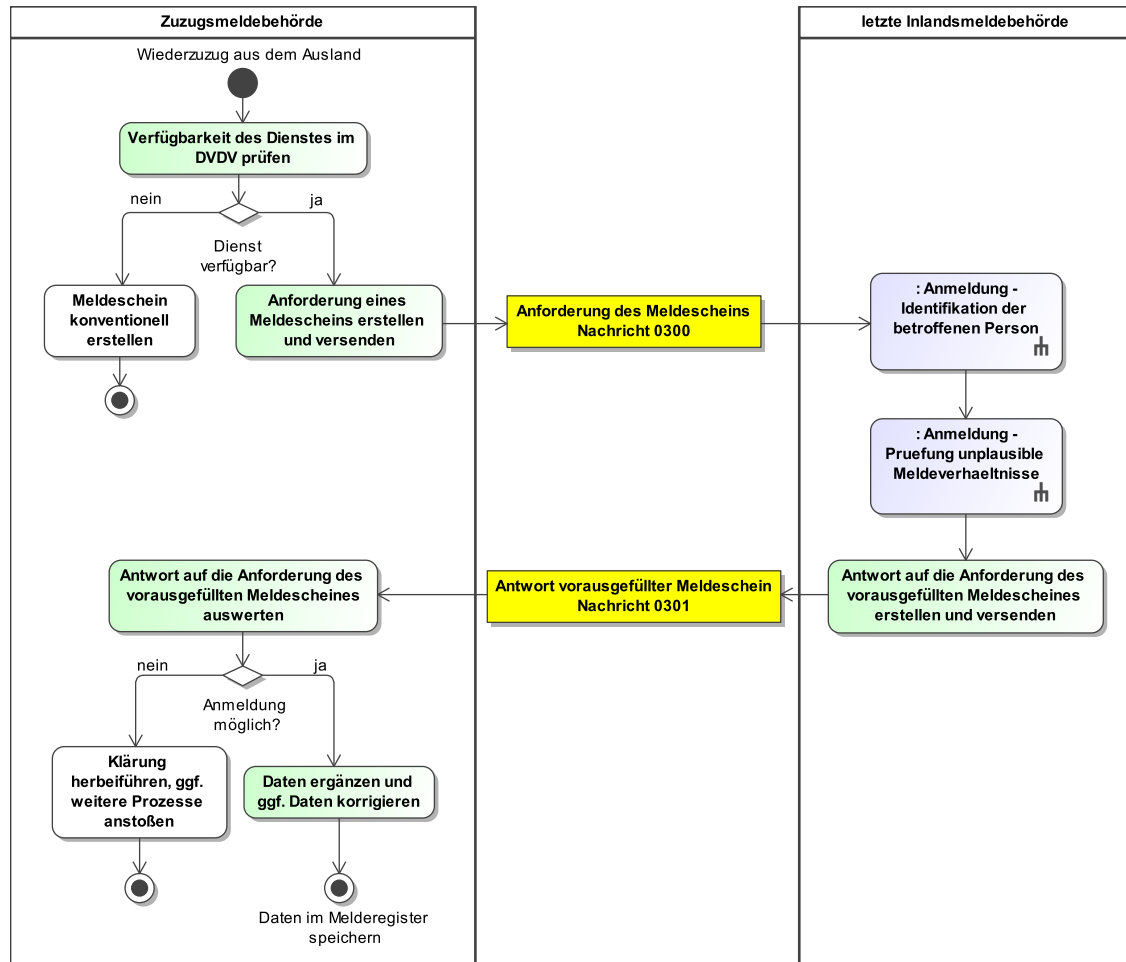 Zuzugsmeldebehörde
letzte Inlandsmeldebehörde
Wiederzuzug aus dem Ausland
Verfügbarkeit des Dienstes im
DVDV prüfen
nein
ja
Dienst
verfügbar?
Meldeschein
konventionell
erstellen
Anforderung eines
Meldescheins erstellen
und versenden
Anforderung des Meldescheins
Nachricht 0300
: Anmeldung -
Identifikation der
betroffenen Person
: Anmeldung -
Pruefung unplausible
Meldeverhaeltnisse
Antwort auf die Anforderung des
vorausgefüllten Meldescheines
erstellen und versenden
Antwort vorausgefüllter Meldeschein
Nachricht 0301
Antwort auf die Anforderung des
vorausgefüllten Meldescheines
auswerten
nein
ja
Anmeldung
möglich?
Klärung
herbeiführen, ggf.
weitere Prozesse
anstoßen
Daten ergänzen und
ggf. Daten korrigieren
Daten im Melderegister
speichern